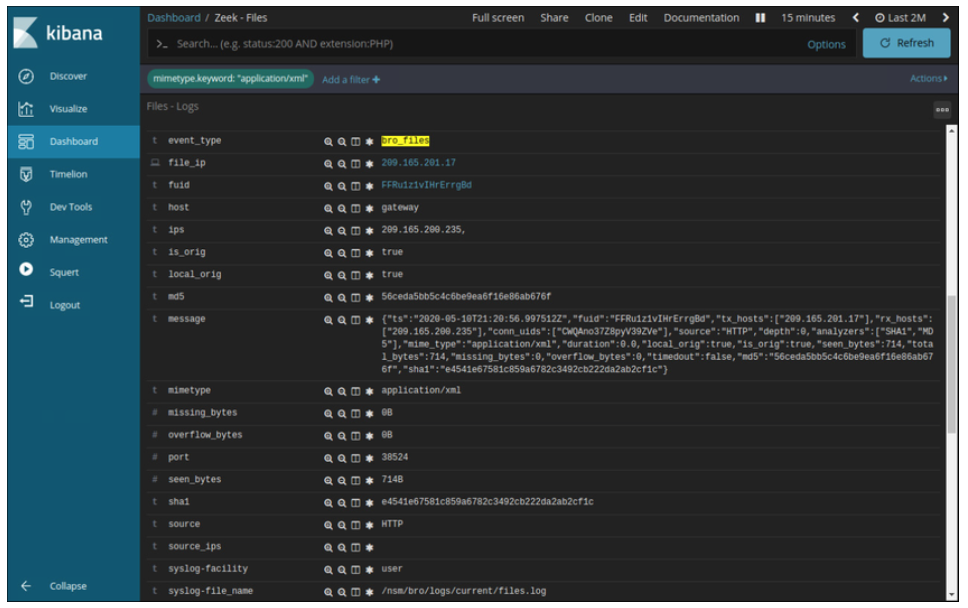 kibana
Discover
Visualize
Dashboard
Timelion
Dev Tools
Management
Squert
Logout
Collapse
Dashboard / Zeek - Files
Full screen Share Clone Edit Documentation 15 minutes Last 2M
>_ Search... (e.g. status:200 AND extension:PHP) Options Refresh
mimetype.keyword: "application/xml" Add a filter + Actions
Files - Logs
t event_type bro_files
file_ip 209.165.201.17
t fuid FFRu1z1vIHrErrgBd
t host gateway
t ips 209.165.200.235,
t is_orig true
t local_orig true
t md5 56ceda5bb5c4c6be9ea6f16e86ab676f
t message {"ts":"2020-05-10T21:20:56.997512Z","fuid":"FFRu1z1vIHrErrgBd","tx_hosts":["209.165.201.17"],"rx_hosts":
["209.165.200.235"],"conn_uids":["CWQAno37Z8pyV39ZVe"],"source":"HTTP","depth":0,"analyzers":["SHA1","MD
5"],"mime_type":"application/xml","duration":0.0,"local_orig":true,"is_orig":true,"seen_bytes":714,"tota
l_bytes":714,"missing_bytes":0,"overflow_bytes":0,"timedout":false,"md5":"56ceda5bb5c4c6be9ea6f16e86ab67
6f","sha1":"e4541e67581c859a6782c3492cb222da2ab2cf1c"}
t mimetype application/xml
# missing_bytes 0B
# overflow_bytes 0B
# port 38524
# seen_bytes 714B
t sha1 e4541e67581c859a6782c3492cb222da2ab2cf1c
t source HTTP
t source_ips
t syslog-facility user
t syslog-file_name /nsm/bro/logs/current/files.log